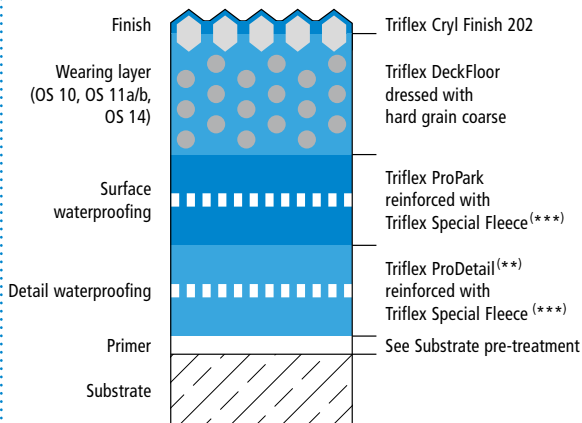 Finish
Triflex Cryl Finish 202
Wearing layer
(OS 10, OS 11a/b,
OS 14)
Triflex DeckFloor
dressed with
hard grain coarse
Surface
waterproofing
Triflex ProPark
reinforced with
Triflex Special Fleece(***)
Detail waterproofing
Triflex ProDetail(**)
reinforced with
Triflex Special Fleece (***)
Primer
See Substrate pre-treatment
Substrate